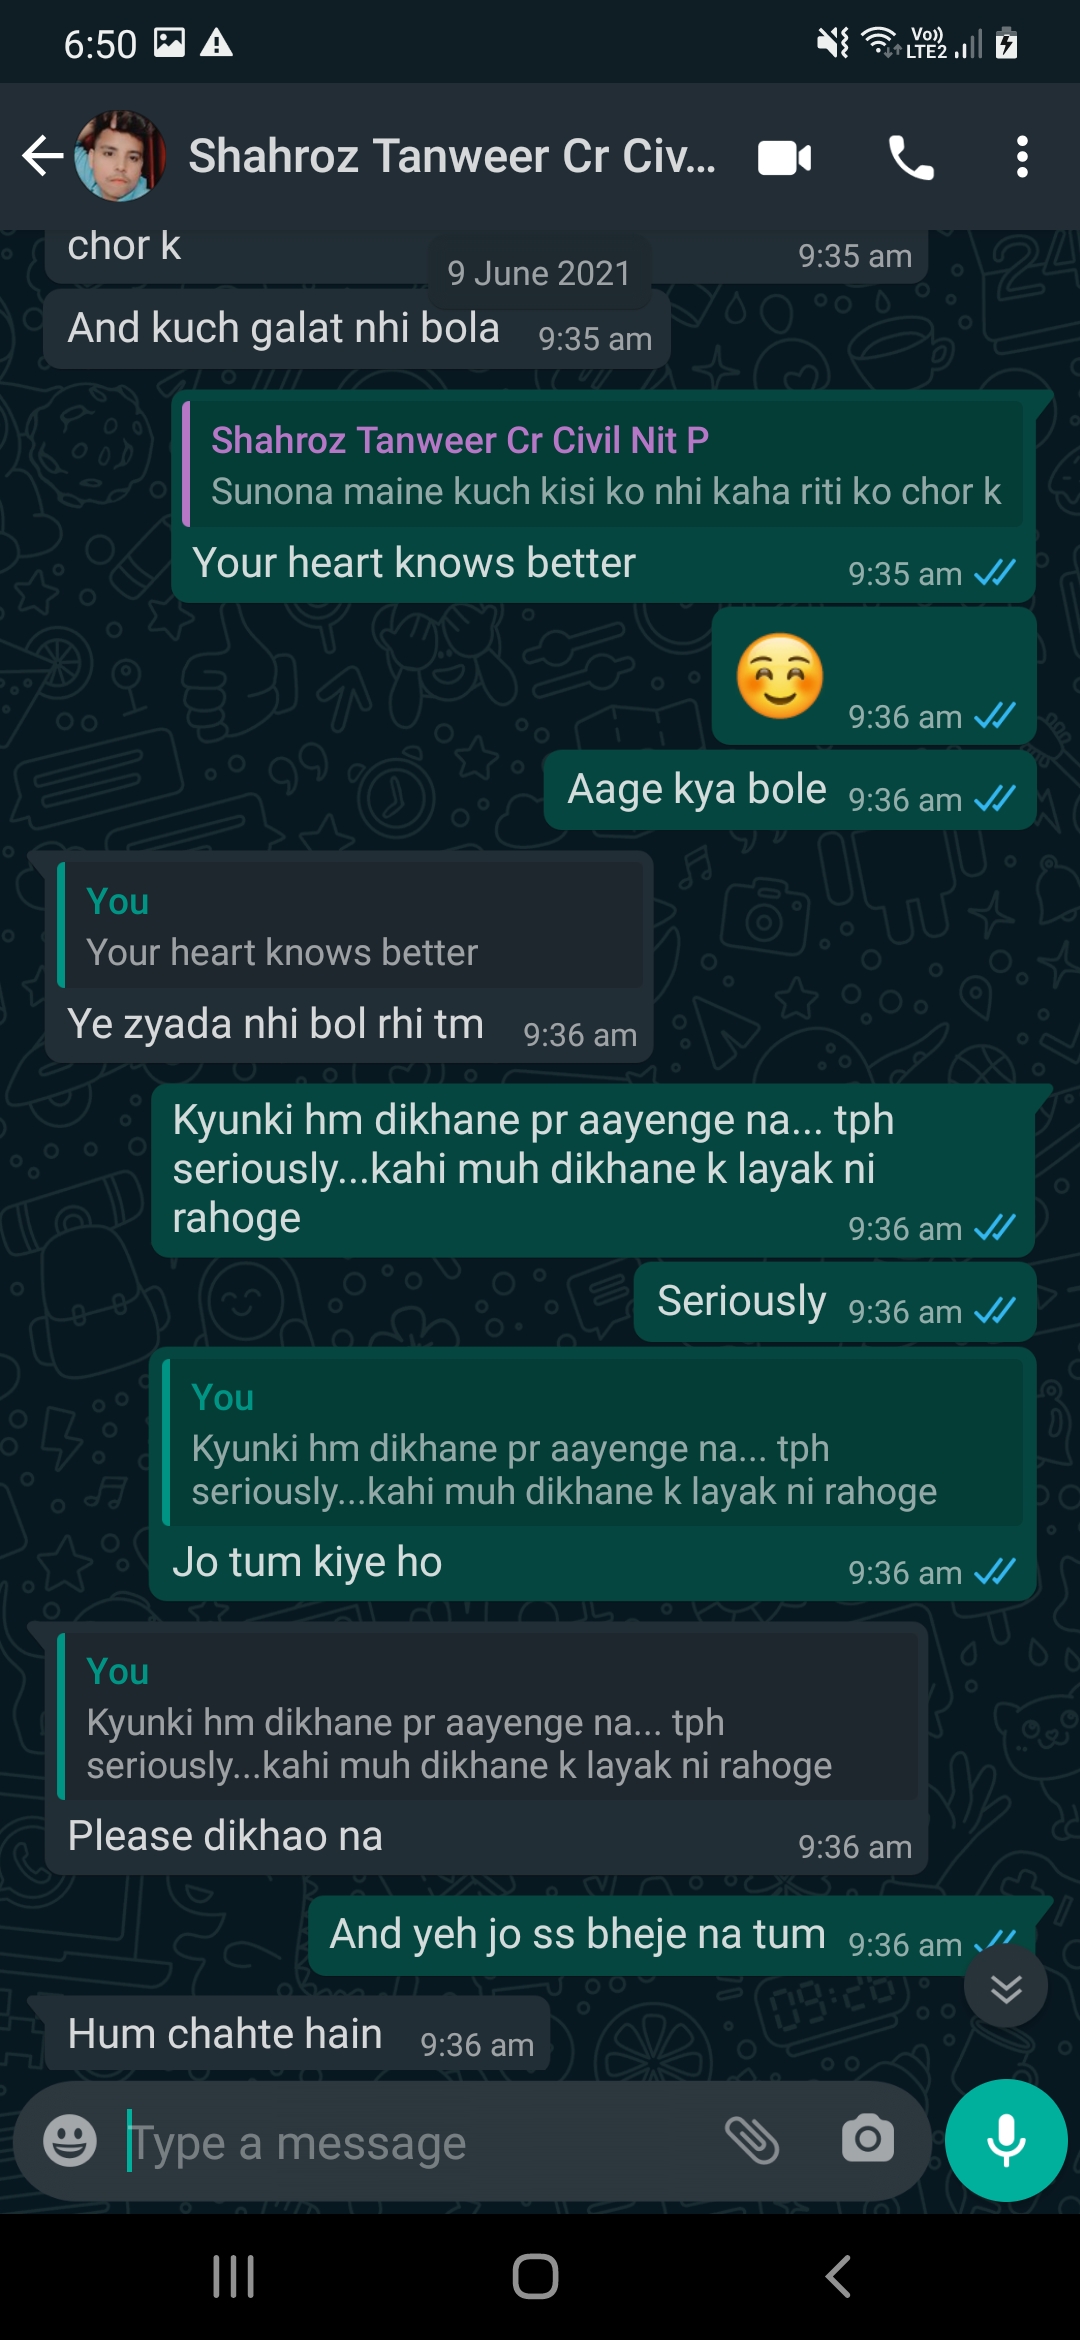 6:50
Vo))
LTE2
Shahroz Tanweer Cr Civ...
chor k
9:35 am
9 June 2021
And kuch galat nhi bola
9:35 am
Shahroz Tanweer Cr Civil Nit P
Sunona maine kuch kisi ko nhi kaha riti ko chor k
Your heart knows better
9:35 am
9:36 am
Aage kya bole
9:36 am
You
Your heart knows better
Ye zyada nhi bol rhi tm
9:36 am
Kyunki hm dikhane pr aayenge na... tph
seriously...kahi muh dikhane k layak ni
rahoge
9:36 am
Seriously
9:36 am
You
Kyunki hm dikhane pr aayenge na... tph
seriously...kahi muh dikhane k layak ni rahoge
Jo tum kiye ho
9:36 am
You
Kyunki hm dikhane pr aayenge na... tph
seriously...kahi muh dikhane k layak ni rahoge
Please dikhao na
9:36 am
And yeh jo ss bheje na tum
9:36 am
Hum chahte hain
9:36 am
Type a message